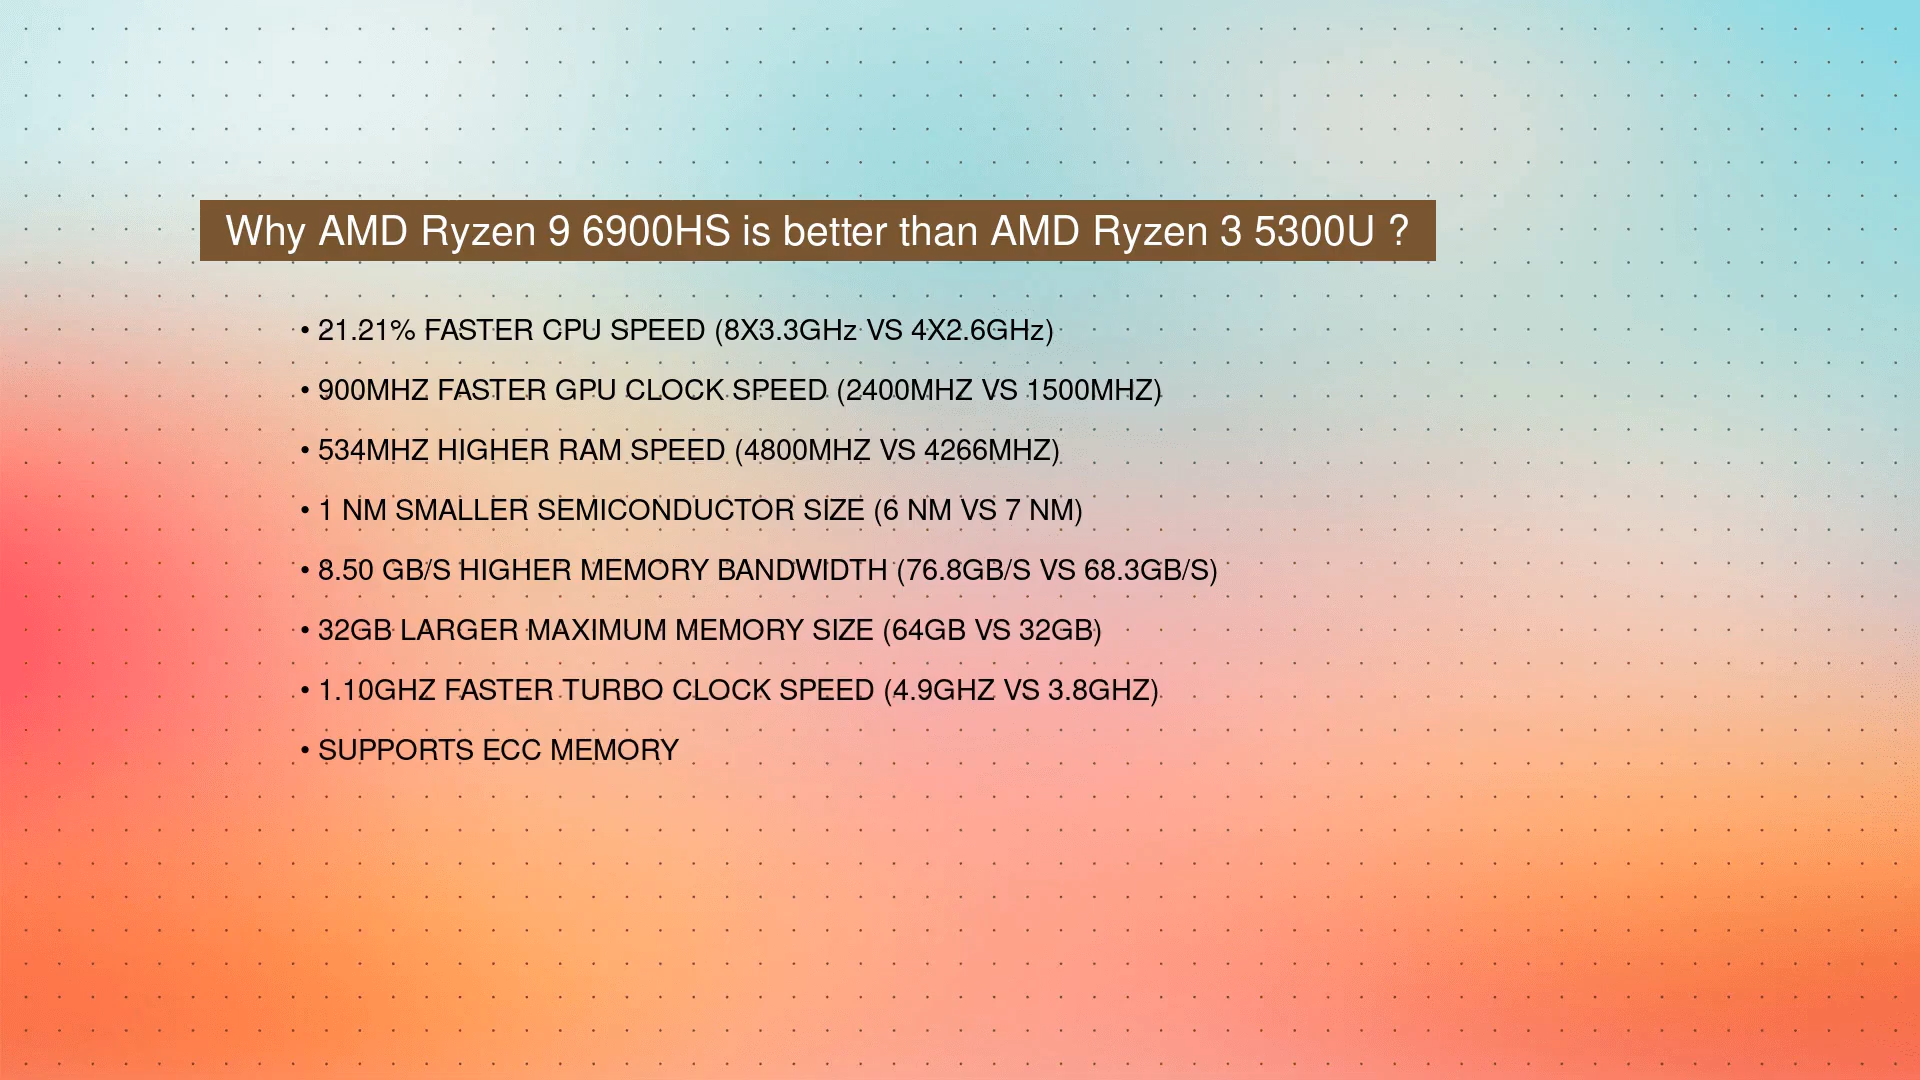 Why AMD Ryzen 9 6900HS is better than AMD Ryzen 3 5300U ?
• 21.21% FASTER CPU SPEED (8X3.3GHz VS 4X2.6GHz)
• 900MHZ FASTER GPU CLOCK SPEED (2400MHZ VS 1500MHZ)
• 534MHZ HIGHER RAM SPEED (4800MHZ VS 4266MHZ)
• 1 NM SMALLER SEMICONDUCTOR SIZE (6 NM VS 7 NM)
• 8.50 GB/S HIGHER MEMORY BANDWIDTH (76.8GB/S VS 68.3GB/S)
• 32GB LARGER MAXIMUM MEMORY SIZE (64GB VS 32GB)
• 1.10GHZ FASTER TURBO CLOCK SPEED (4.9GHZ VS 3.8GHZ)
• SUPPORTS ECC MEMORY